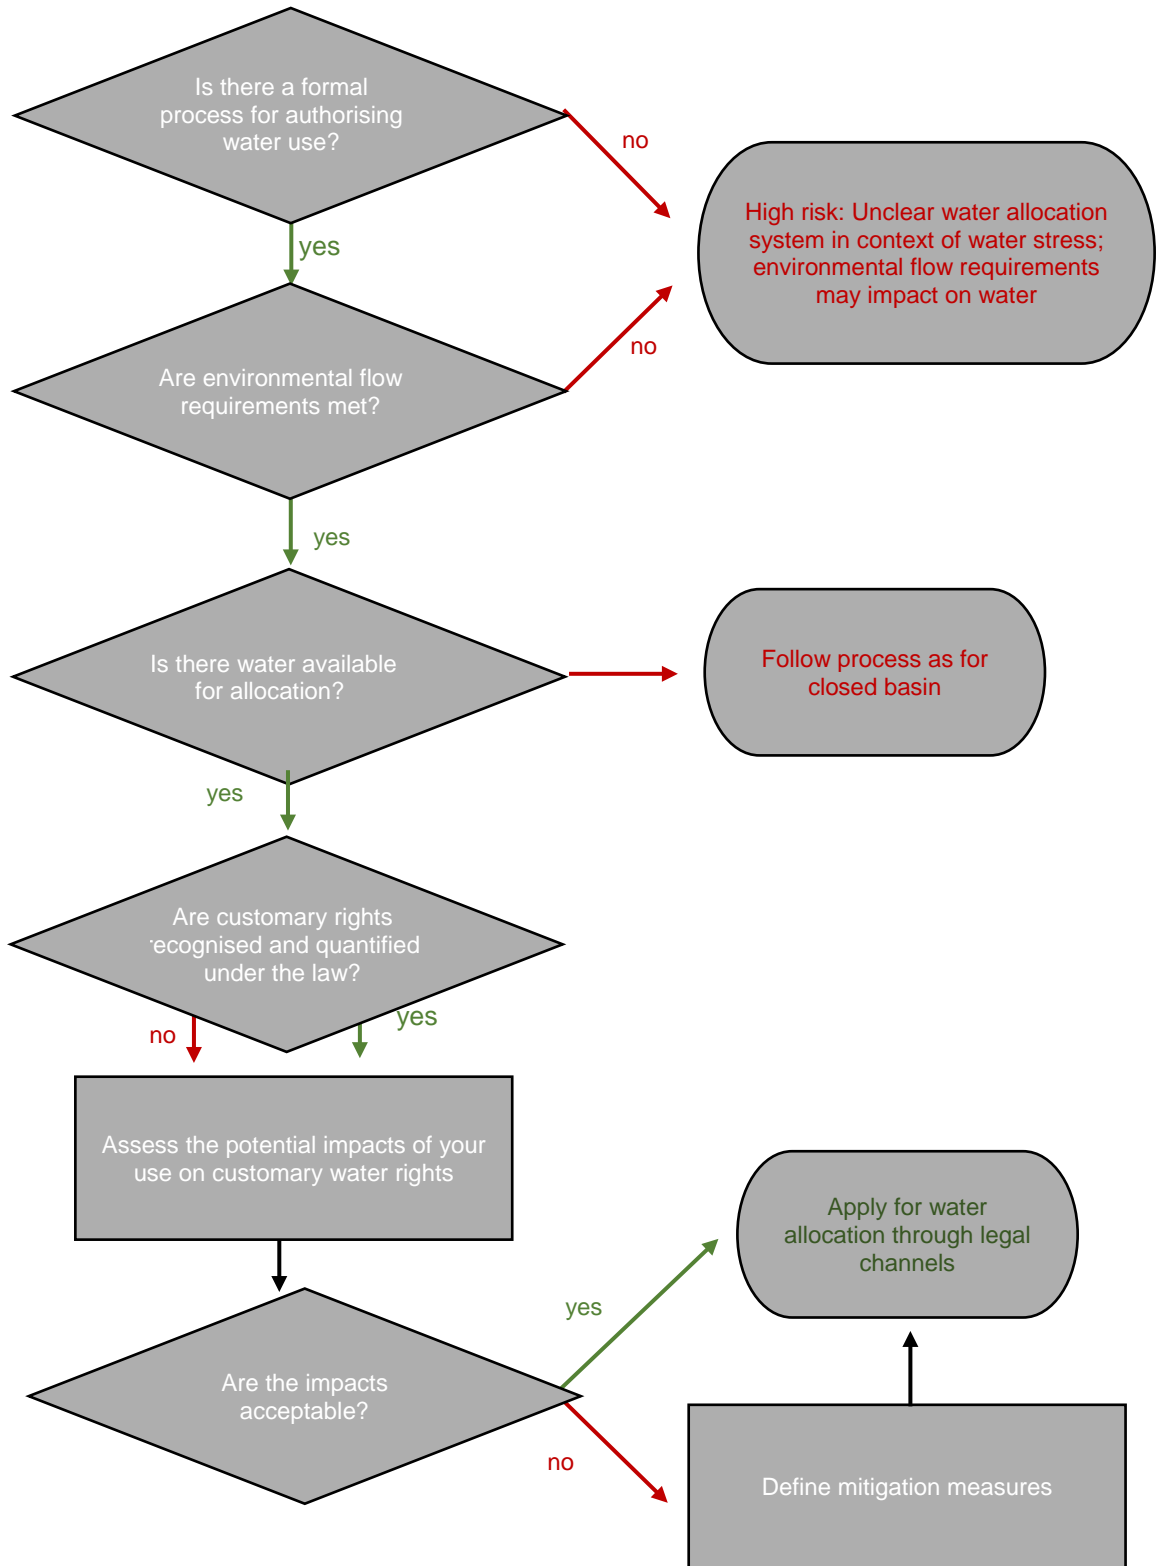 Is there a formal
process for authorising
water use?
no
High risk: Unclear water allocation
system in context of water stress;
environmental flow requirements
may impact on water
yes
no
Are environmental flow
requirements met?
yes
Is there water available
for allocation?
Follow process as for
closed basin
yes
Are customary rights
recognised and quantified
under the law?
no
yes
Assess the potential impacts of your
use on customary water rights
Apply for water
allocation through legal
channels
yes
Are the impacts
acceptable?
no
Define mitigation measures